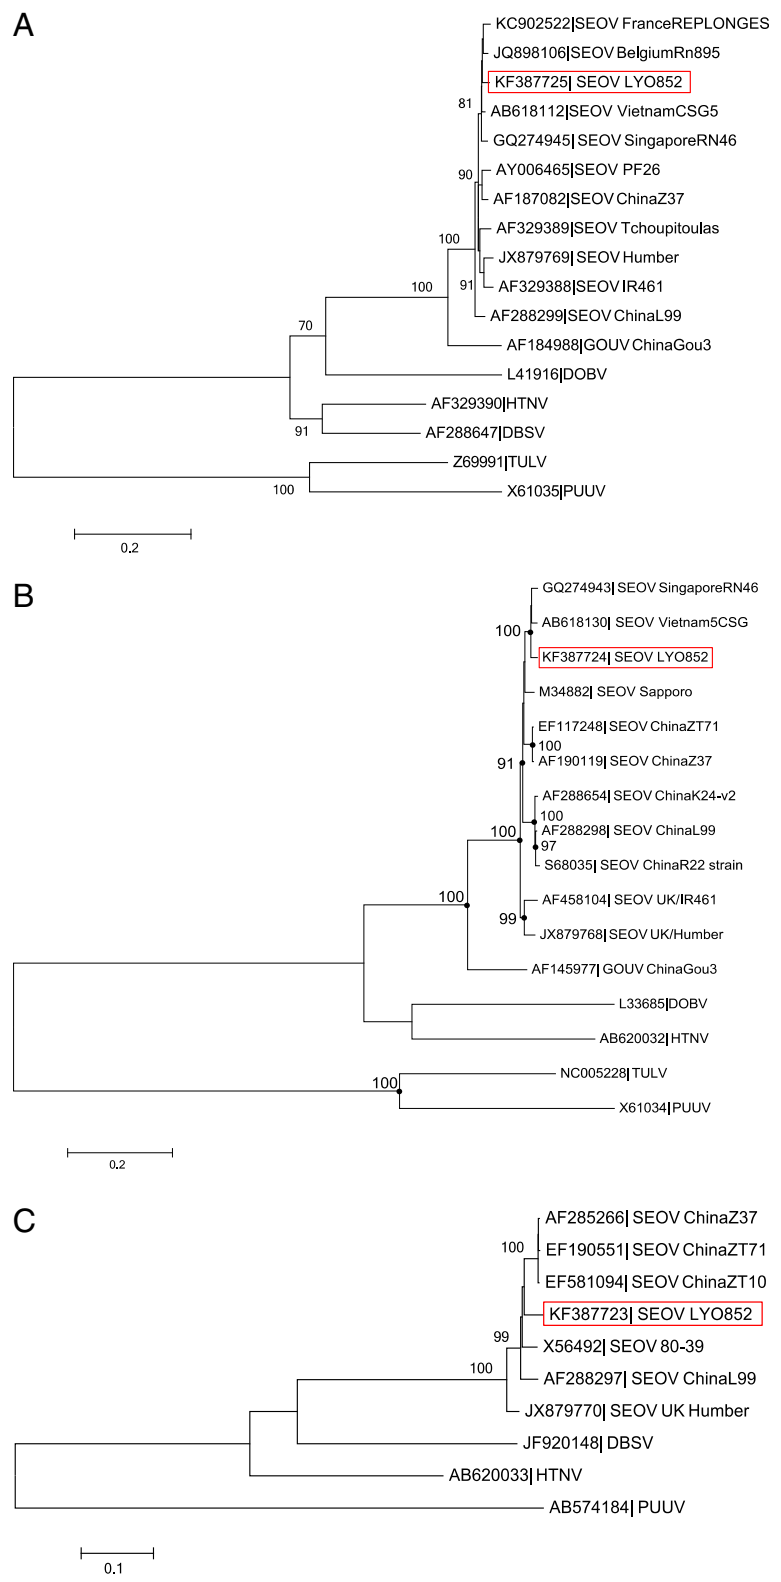 A
KC902522|SEOV FranceREPLONGES
JQ898106|SEOV BelgiumRn895
KF387725| SEOV LYO852
81
AB618112|SEOV VietnamCSG5
GQ274945|SEOV SingaporeRN46
AY006465|SEOV PF26
90
AF187082|SEOV ChinaZ37
AF329389|SEOV Tchoupitoulas
100
JX879769|SEOV Humber
91
AF329388|SEOV IR461
100
AF288299|SEOV ChinaL99
70
AF184988|GOUV ChinaGou3
L41916|DOBV
AF329390|HTNV
91
AF288647|DBSV
Z69991|TULV
100
X61035|PUUV
0.2
B
GQ274943| SEOV SingaporeRN46
AB618130| SEOV Vietnam5CSG
100
KF387724| SEOV LYO852
M34882| SEOV Sapporo
EF117248| SEOV ChinaZT71
100
91
AF190119| SEOV ChinaZ37
AF288654| SEOV ChinaK24-v2
100
100
AF288298| SEOV ChinaL99
97
S68035| SEOV ChinaR22 strain
100
AF458104| SEOV UK/IR461
99
JX879768| SEOV UK/Humber
AF145977| GOUV ChinaGou3
L33685|DOBV
AB620032| HTNV
NC005228| TULV
100
X61034| PUUV
0.2
C
AF285266| SEOV ChinaZ37
100
EF190551| SEOV ChinaZT71
EF581094| SEOV ChinaZT10
KF387723| SEOV LYO852
99
X56492| SEOV 80-39
100
AF288297| SEOV ChinaL99
JX879770| SEOV UK Humber
JF920148| DBSV
AB620033| HTNV
AB574184| PUUV
0.1